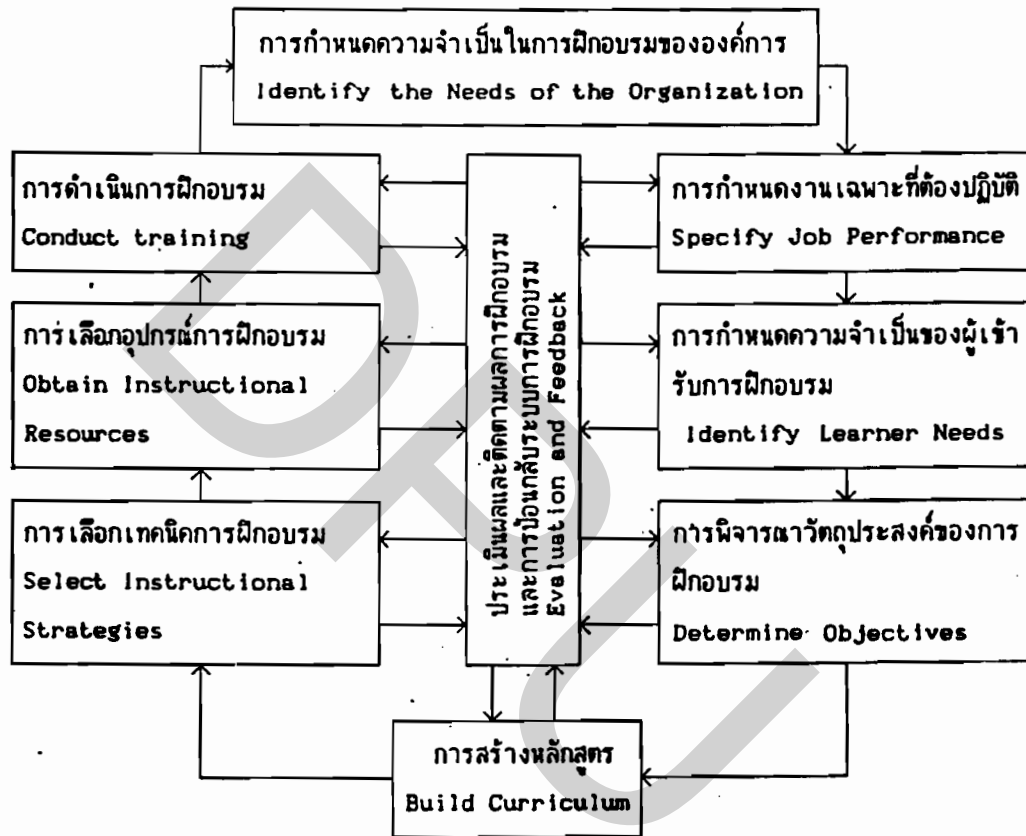 การกำหนดความจำเป็นในการฝึกอบรมขององค์การ
Identify the Needs of the Organization
การกำหนดงานเฉพาะที่ต้องปฏิบัติ
Specify Job Performance
การกำหนดความจำเป็นของผู้เข้า
รับการฝึกอบรม
Identify Learner Needs
การพิจารณาวัตถุประสงค์ของการ
ฝึกอบรม
Determine Objectives
การสร้างหลักสูตร
Build Curriculum
การเลือกเทคนิคการฝึกอบรม
Select Instructional
Strategies
การเลือกอุปกรณ์การฝึกอบรม
Obtain Instructional
Resources
การดำเนินการฝึกอบรม
Conduct training
ประเมินผลและติดตามผลการฝึกอบรม
และการป้อนกลับระบบการฝึกอบรม
Evaluation and Feedback
DPU